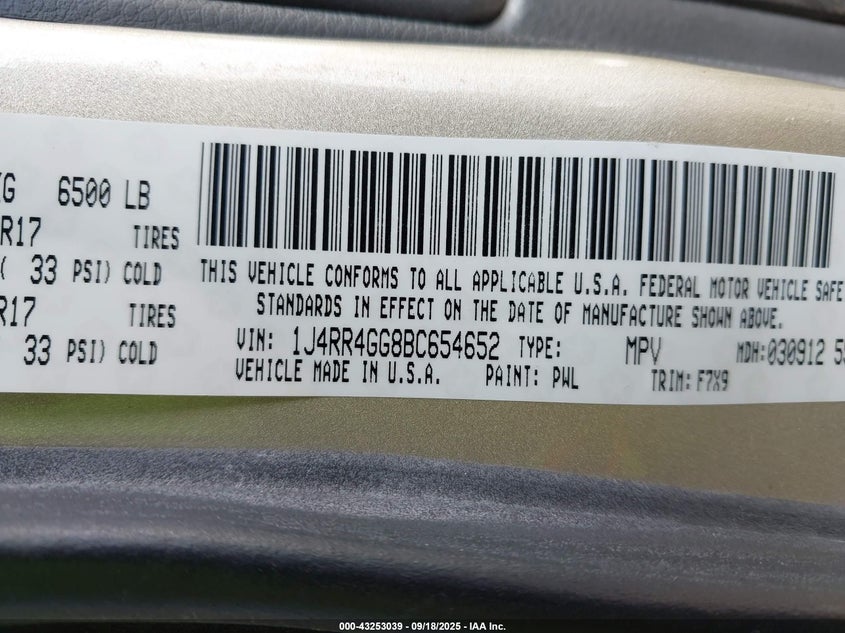 KG 6500 LB
R17 TIRES
( 33 PSI) COLD
R17 TIRES
33 PSI) COLD
THIS VEHICLE CONFORMS TO ALL APPLICABLE U.S.A. FEDERAL MOTOR VEHICLE SAFE
STANDARDS IN EFFECT ON THE DATE OF MANUFACTURE SHOWN ABOVE.
VIN: 1J4RR4GG8BC654652 TYPE: MPV MDH:030912
VEHICLE MADE IN U.S.A. PAINT: PWL TRIM: F7X9
000-43253039 - 09/18/2025 - IAA Inc.